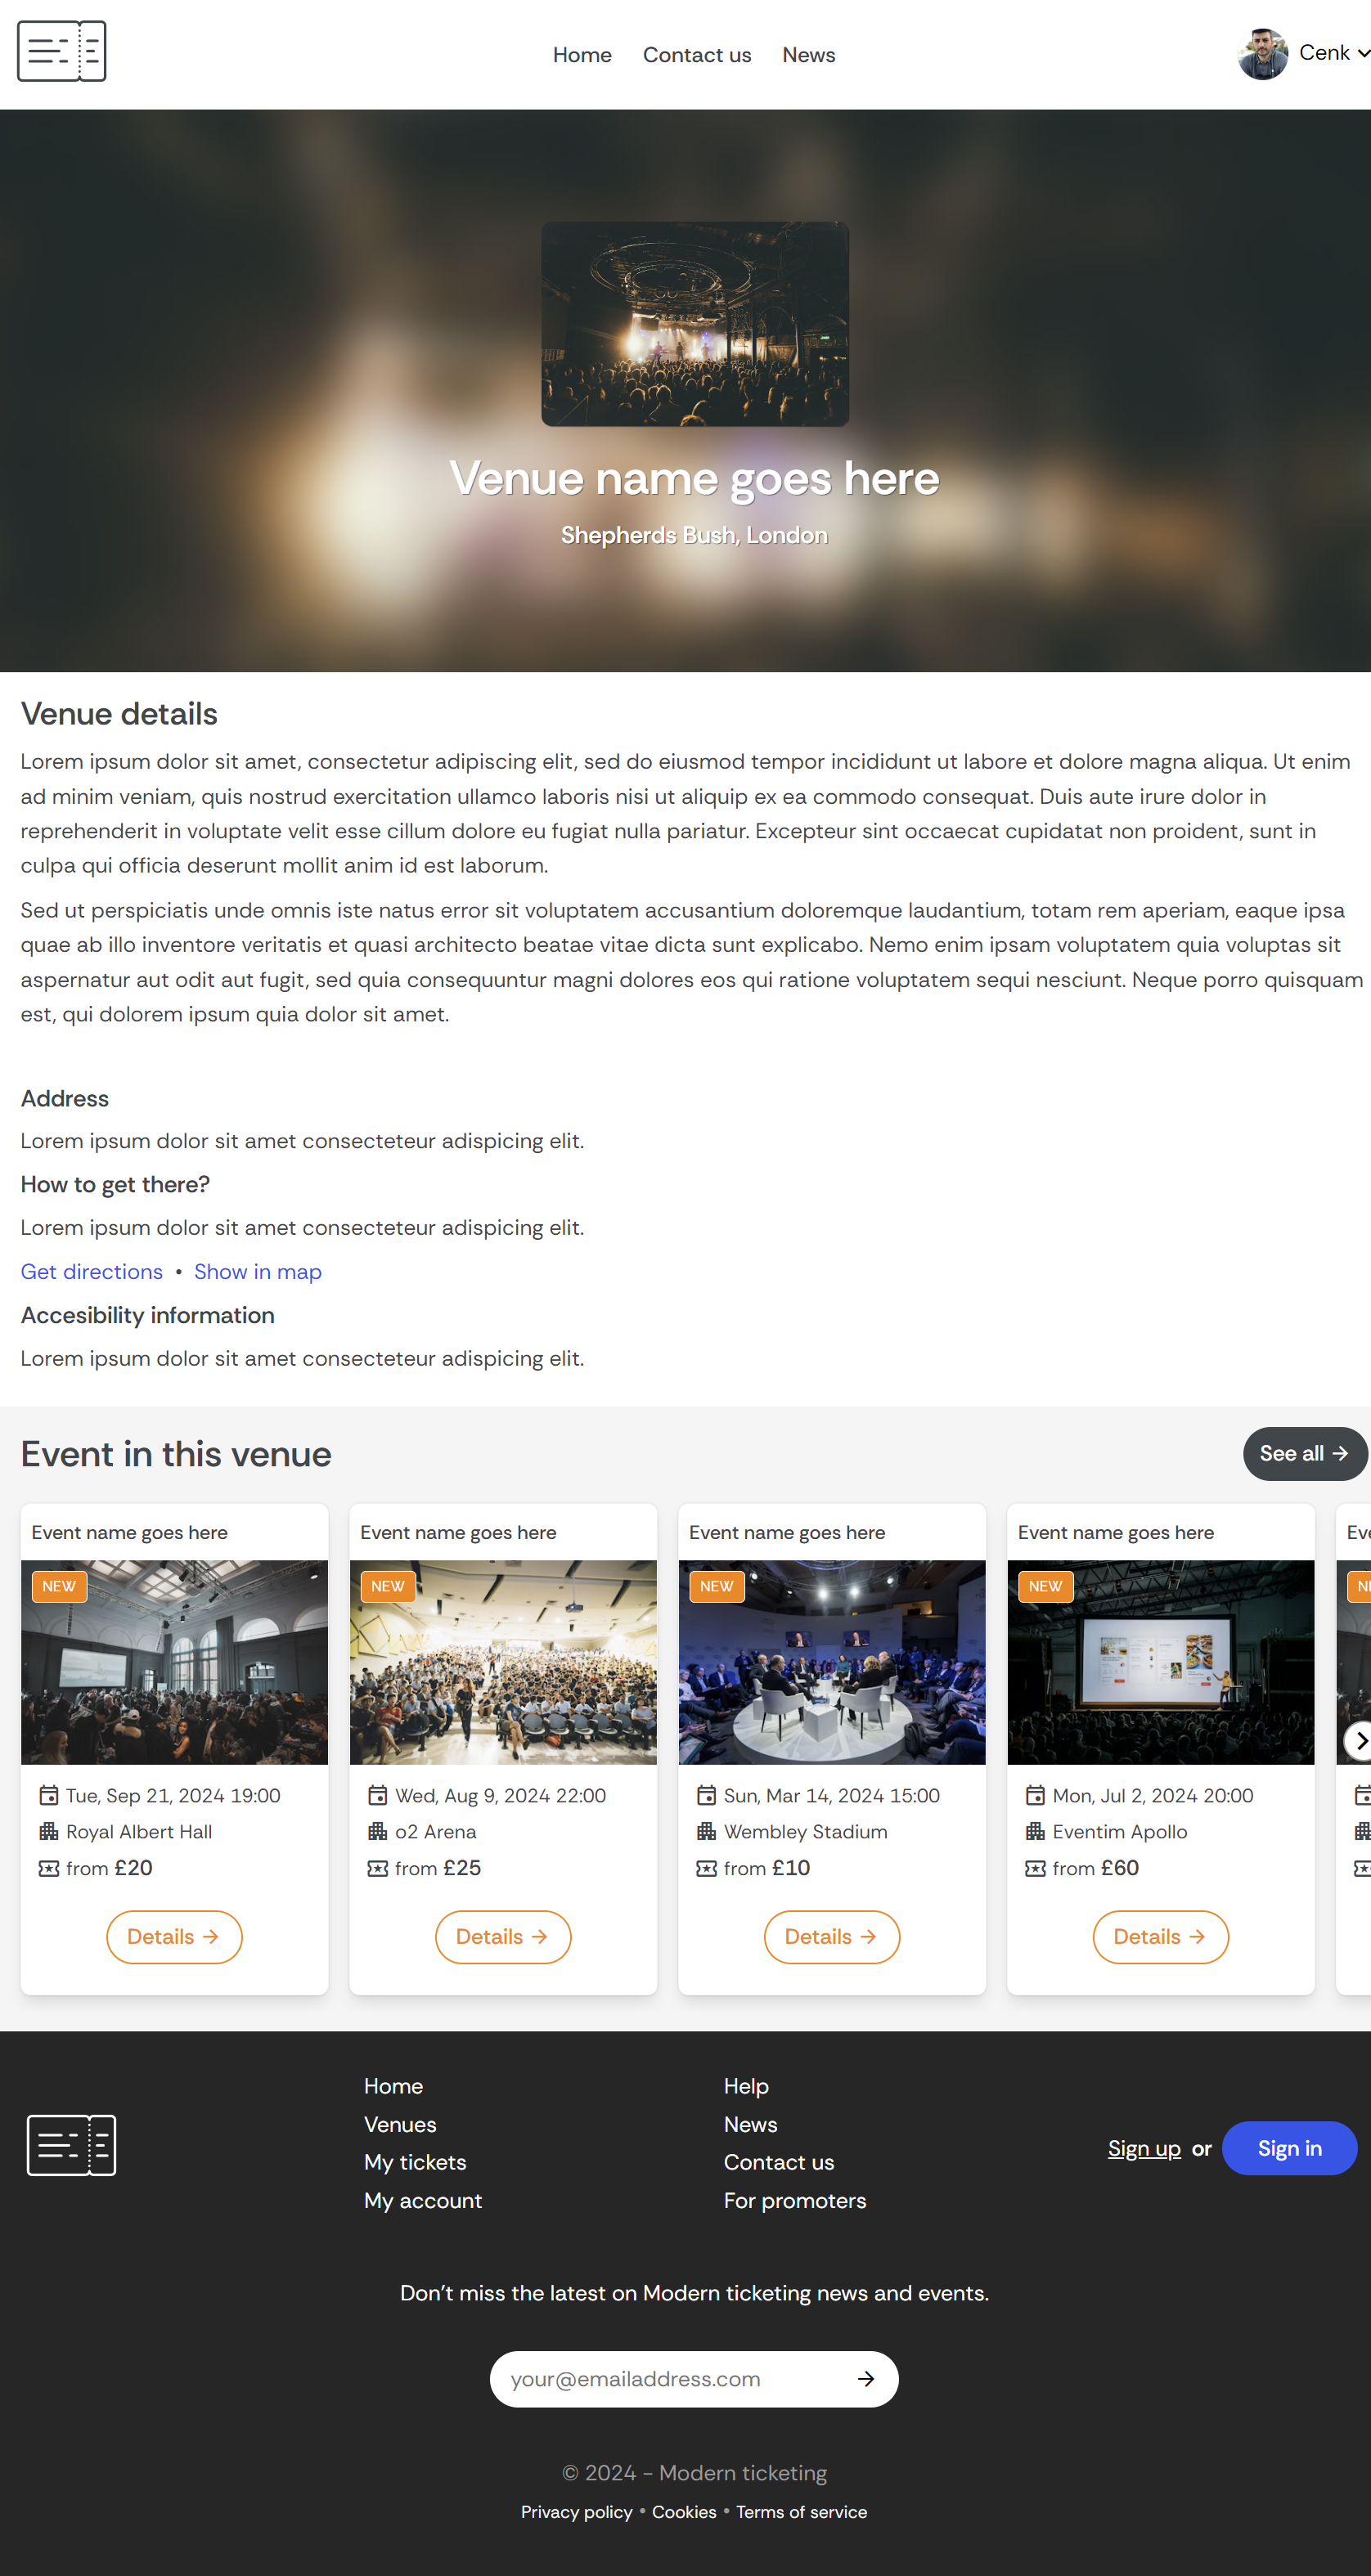 Home Contact us News Cenk
Venue name goes here
Shepherds Bush, London
Venue details
Lorem ipsum dolor sit amet, consectetur adipiscing elit, sed do eiusmod tempor incididunt ut labore et dolore magna aliqua. Ut enim
ad minim veniam, quis nostrud exercitation ullamco laboris nisi ut aliquip ex ea commodo consequat. Duis aute irure dolor in
reprehenderit in voluptate velit esse cillum dolore eu fugiat nulla pariatur. Excepteur sint occaecat cupidatat non proident, sunt in
culpa qui officia deserunt mollit anim id est laborum.
Sed ut perspiciatis unde omnis iste natus error sit voluptatem accusantium doloremque laudantium, totam rem aperiam, eaque ipsa
quae ab illo inventore veritatis et quasi architecto beatae vitae dicta sunt explicabo. Nemo enim ipsam voluptatem quia voluptas sit
aspernatur aut odit aut fugit, sed quia consequuntur magni dolores eos qui ratione voluptatem sequi nesciunt. Neque porro quisquam
est, qui dolorem ipsum quia dolor sit amet.
Address
Lorem ipsum dolor sit amet consecteteur adispicing elit.
How to get there?
Lorem ipsum dolor sit amet consecteteur adispicing elit.
Get directions • Show in map
Accesibility information
Lorem ipsum dolor sit amet consecteteur adispicing elit.
Event in this venue
See all →
Event name goes here
NEW
Tue, Sep 21, 2024 19:00
Royal Albert Hall
from £20
Details →
Event name goes here
NEW
Wed, Aug 9, 2024 22:00
o2 Arena
from £25
Details →
Event name goes here
NEW
Sun, Mar 14, 2024 15:00
Wembley Stadium
from £10
Details →
Event name goes here
NEW
Mon, Jul 2, 2024 20:00
Eventim Apollo
from £60
Details →
Home
Venues
My tickets
My account
Help
News
Contact us
For promoters
Sign up or Sign in
Don't miss the latest on Modern ticketing news and events.
your@emailaddress.com →
© 2024 - Modern ticketing
Privacy policy • Cookies • Terms of service